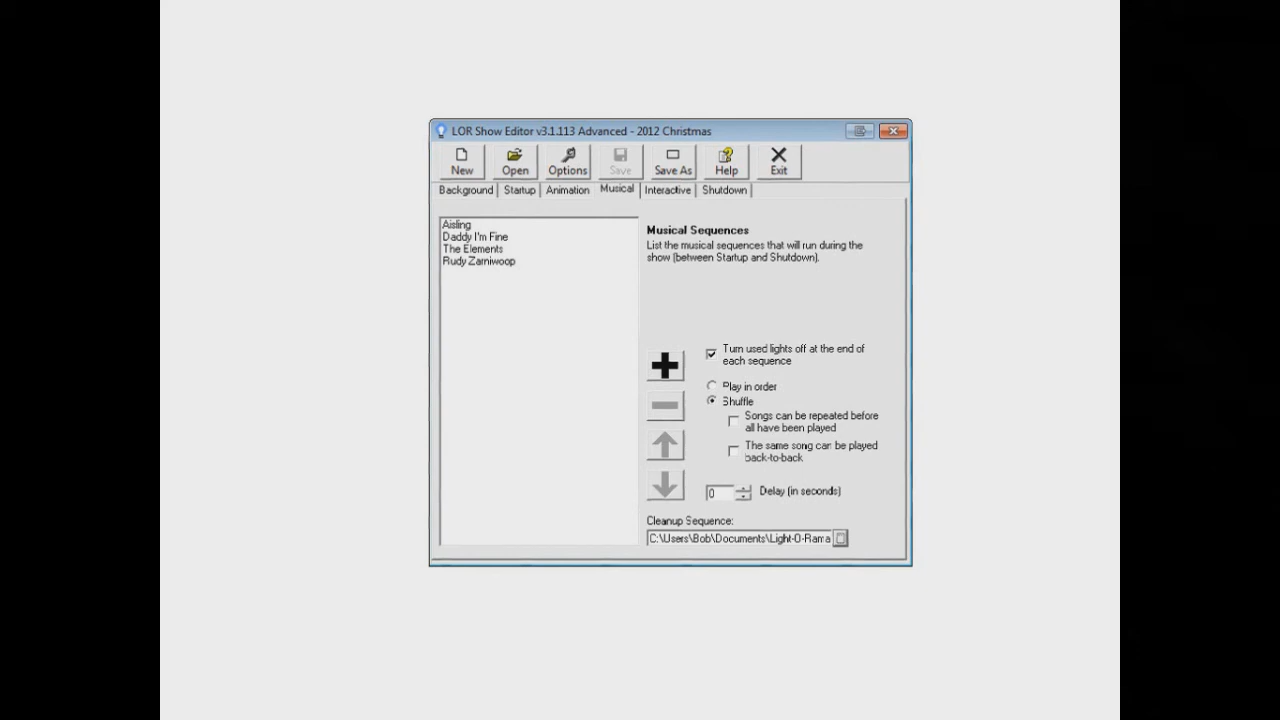 LOR Show Editor v3.1.113 Advanced - 2012 Christmas
New Open Options Save Save As Help Exit
Background Startup Animation Musical Interactive Shutdown
Aisling
Daddy I'm Fine
The Elements
Rudy Zarniwoop
Musical Sequences
List the musical sequences that will run during the
show (between Startup and Shutdown).
Turn used lights off at the end of
each sequence
Play in order
Shuffle
Songs can be repeated before
all have been played
The same song can be played
back-to-back
0 Delay (in seconds)
Cleanup Sequence:
C:\Users\Bob\Documents\Light-O-Rama